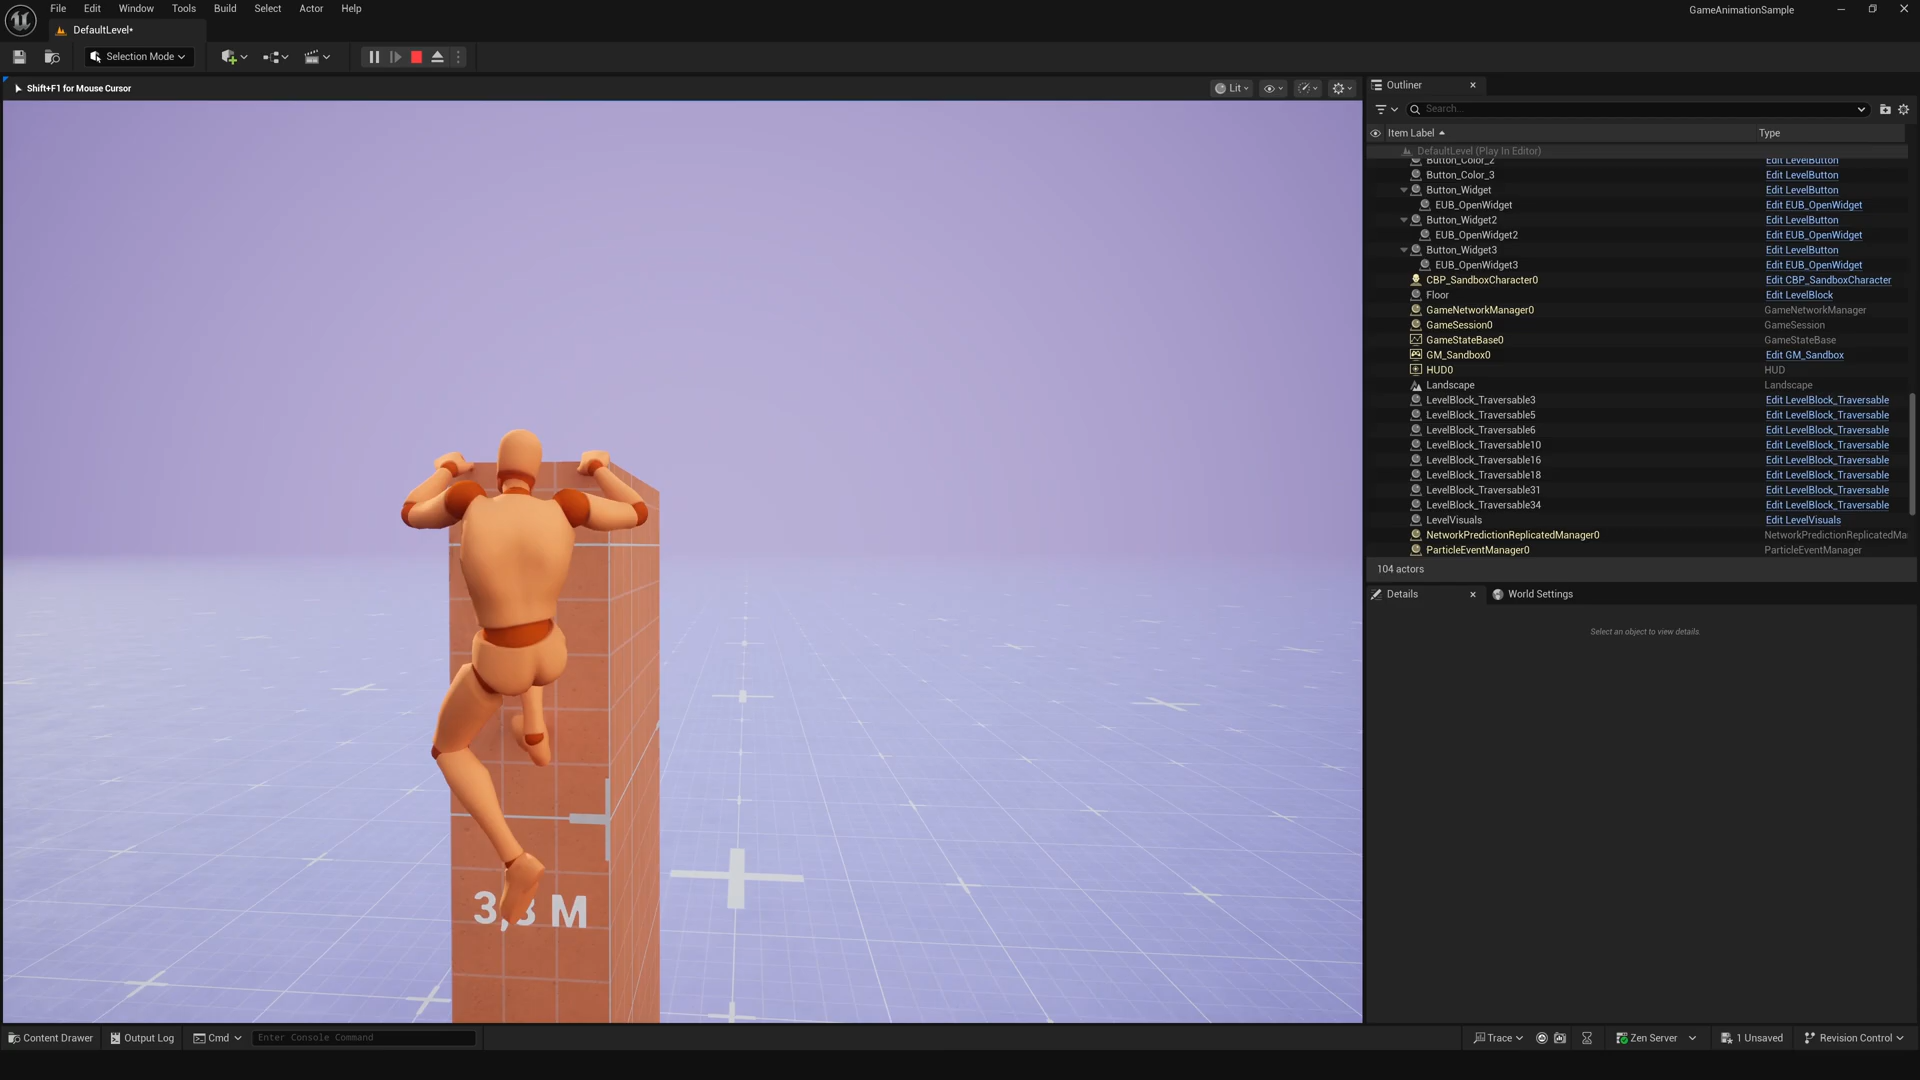 File Edit Window Tools Build Select Actor Help
GameAnimationSample
DefaultLevel*
Selection Mode
Shift+F1 for Mouse Cursor
Lit
Outliner
Search...
Item Label Type
DefaultLevel (Play In Editor)
Button_Color_2 Edit LevelButton
Button_Color_3 Edit LevelButton
Button_Widget Edit LevelButton
EUB_OpenWidget Edit EUB_OpenWidget
Button_Widget2 Edit LevelButton
EUB_OpenWidget2 Edit EUB_OpenWidget
Button_Widget3 Edit LevelButton
EUB_OpenWidget3 Edit EUB_OpenWidget
CBP_SandboxCharacter0 Edit CBP_SandboxCharacter
Floor Edit LevelBlock
GameNetworkManager0 GameNetworkManager
GameSession0 GameSession
GameStateBase0 GameStateBase
GM_Sandbox0 Edit GM_Sandbox
HUD0 HUD
Landscape Landscape
LevelBlock_Traversable3 Edit LevelBlock_Traversable
LevelBlock_Traversable5 Edit LevelBlock_Traversable
LevelBlock_Traversable6 Edit LevelBlock_Traversable
LevelBlock_Traversable10 Edit LevelBlock_Traversable
LevelBlock_Traversable16 Edit LevelBlock_Traversable
LevelBlock_Traversable18 Edit LevelBlock_Traversable
LevelBlock_Traversable31 Edit LevelBlock_Traversable
LevelBlock_Traversable34 Edit LevelBlock_Traversable
LevelVisuals Edit LevelVisuals
NetworkPredictionReplicatedManager0 NetworkPredictionReplicatedMa
ParticleEventManager0 ParticleEventManager
104 actors
Details World Settings
Select an object to view details.
M
Content Drawer Output Log Cmd Enter Console Command
Trace Zen Server 1 Unsaved Revision Control